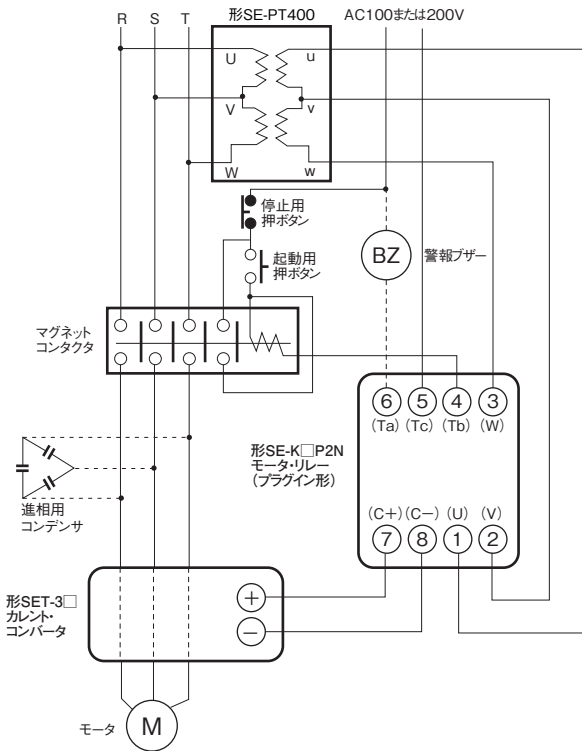 形SE-PT400
AC100または200V
R S T
U u
V v
W w
停止用
押ボタン
起動用
押ボタン
BZ
警報ブザー
マグネット
コンタクタ
6 5 4 3
(Ta) (Tc) (Tb) (W)
形SE-K□P2N
モータ・リレー
(プラグイン形)
(C+) (C−) (U) (V)
7 8 1 2
進相用
コンデンサ
形SET-3□
カレント・
コンバータ
+
−
モータ
M